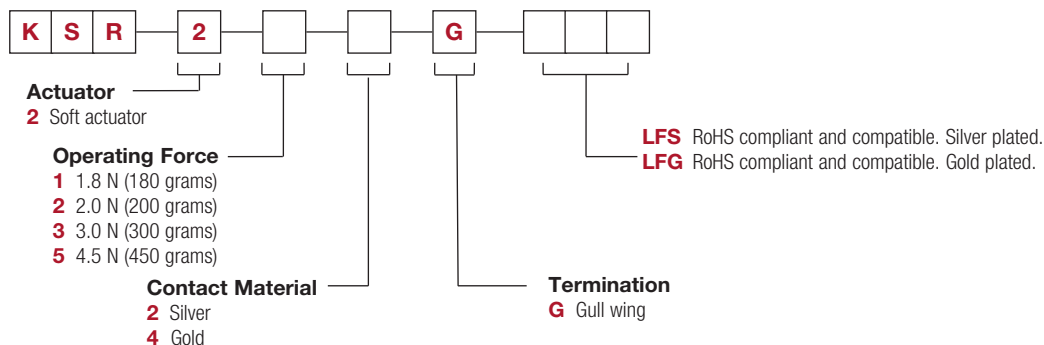 K S R 2 G
Actuator
2 Soft actuator
Operating Force
1 1.8 N (180 grams)
2 2.0 N (200 grams)
3 3.0 N (300 grams)
5 4.5 N (450 grams)
Contact Material
2 Silver
4 Gold
Termination
G Gull wing
LFS RoHS compliant and compatible. Silver plated.
LFG RoHS compliant and compatible. Gold plated.